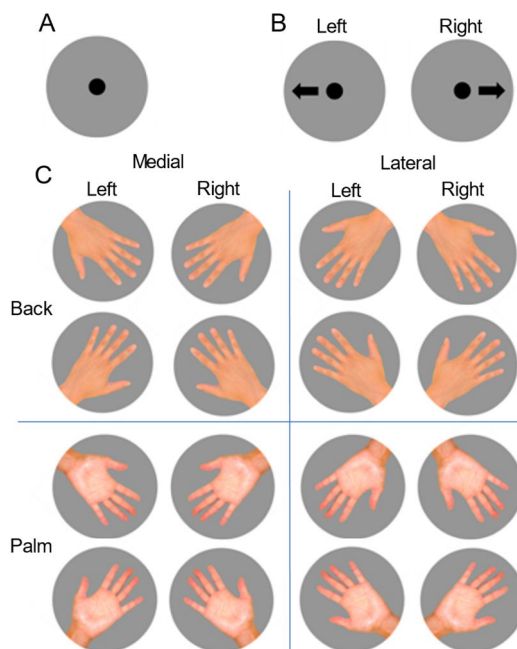 A
B
Left Right
Medial Lateral
C
Left Right Left Right
Back
Palm